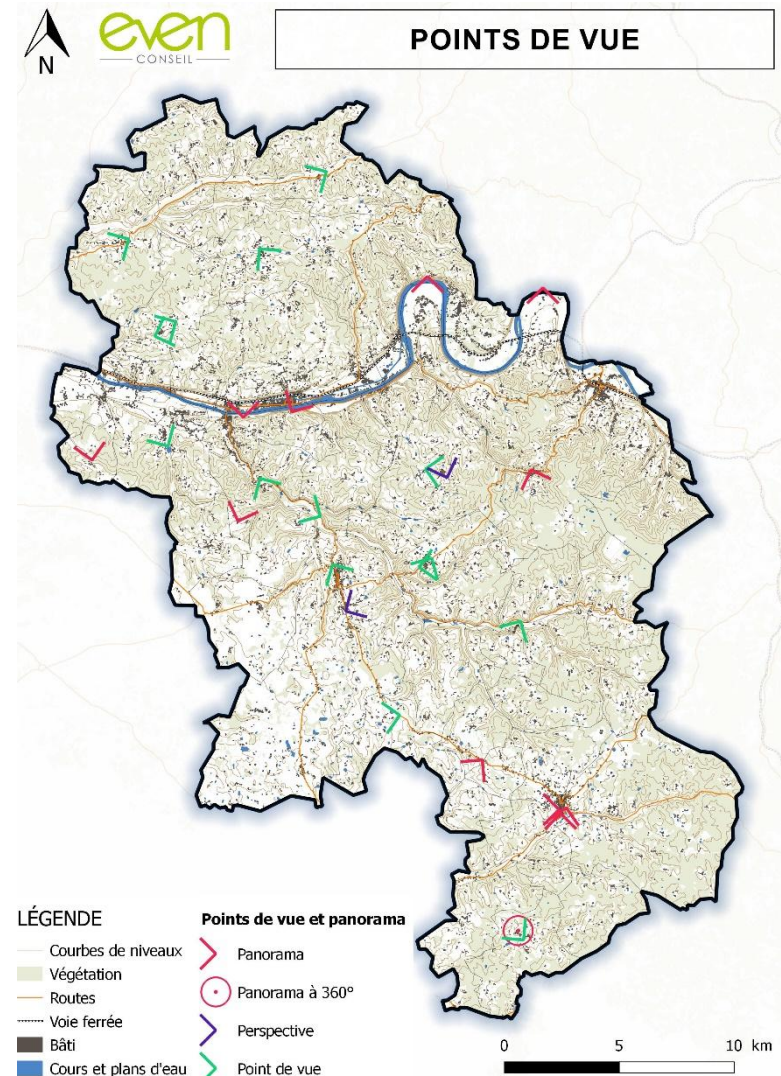 N
even
CONSEIL
POINTS DE VUE
LÉGENDE
Courbes de niveaux
Végétation
Routes
Voie ferrée
Bâti
Cours et plans d'eau
Points de vue et panorama
Panorama
Panorama à 360°
Perspective
Point de vue
0 5 10 km